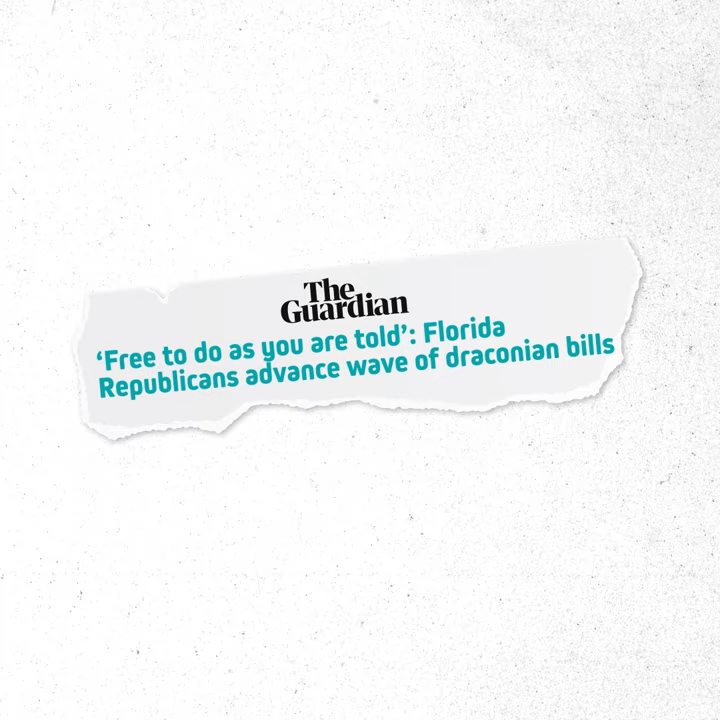 The
Guardian
‘Free to do as you are told’: Florida
Republicans advance wave of draconian bills